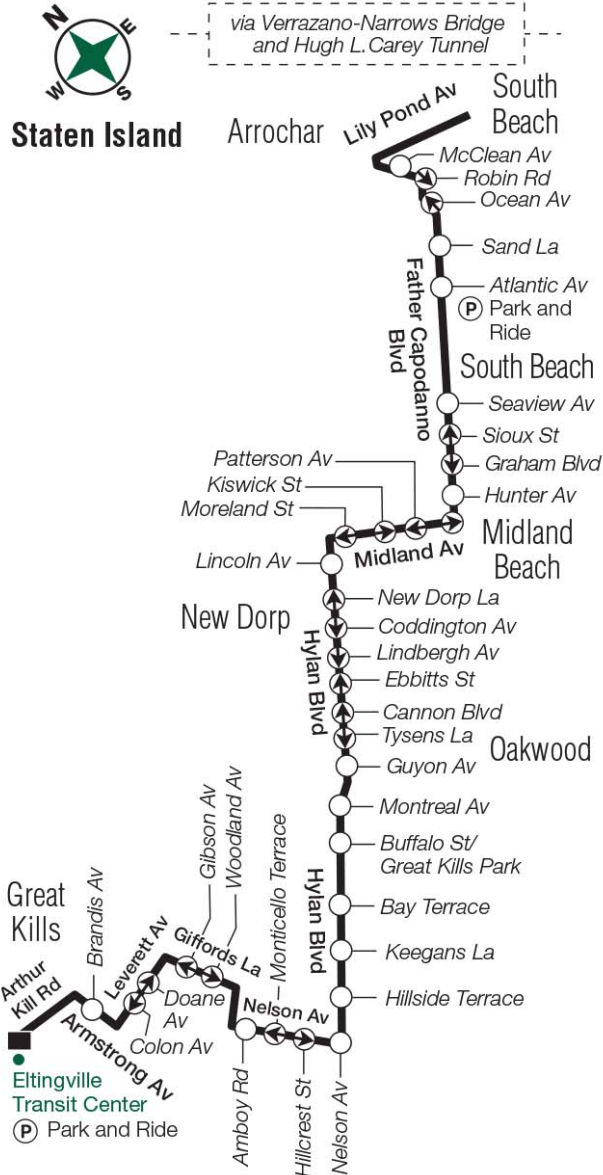 N
E
W
S
via Verrazano-Narrows Bridge
and Hugh L.Carey Tunnel
Staten Island
Arrochar
Lily Pond Av
South
Beach
McClean Av
Robin Rd
Ocean Av
Sand La
Atlantic Av
P Park and
Ride
Father Capodanno
Blvd
South Beach
Seaview Av
Sioux St
Graham Blvd
Hunter Av
Patterson Av
Kiswick St
Moreland St
Midland Av
Midland
Beach
Lincoln Av
New Dorp La
New Dorp
Coddington Av
Hylan Blvd
Lindbergh Av
Ebbitts St
Cannon Blvd
Tysens La
Oakwood
Guyon Av
Montreal Av
Buffalo St/
Great Kills Park
Hylan Blvd
Bay Terrace
Keegans La
Hillside Terrace
Great
Kills
Brandis Av
Leverett Av
Gibson Av
Woodland Av
Giffords La
Monticello Terrace
Nelson Av
Arthur
Kill Rd
Doane
Av
Colon Av
Armstrong Av
Amboy Rd
Hillcrest St
Nelson Av
Eltingville
Transit Center
P Park and Ride